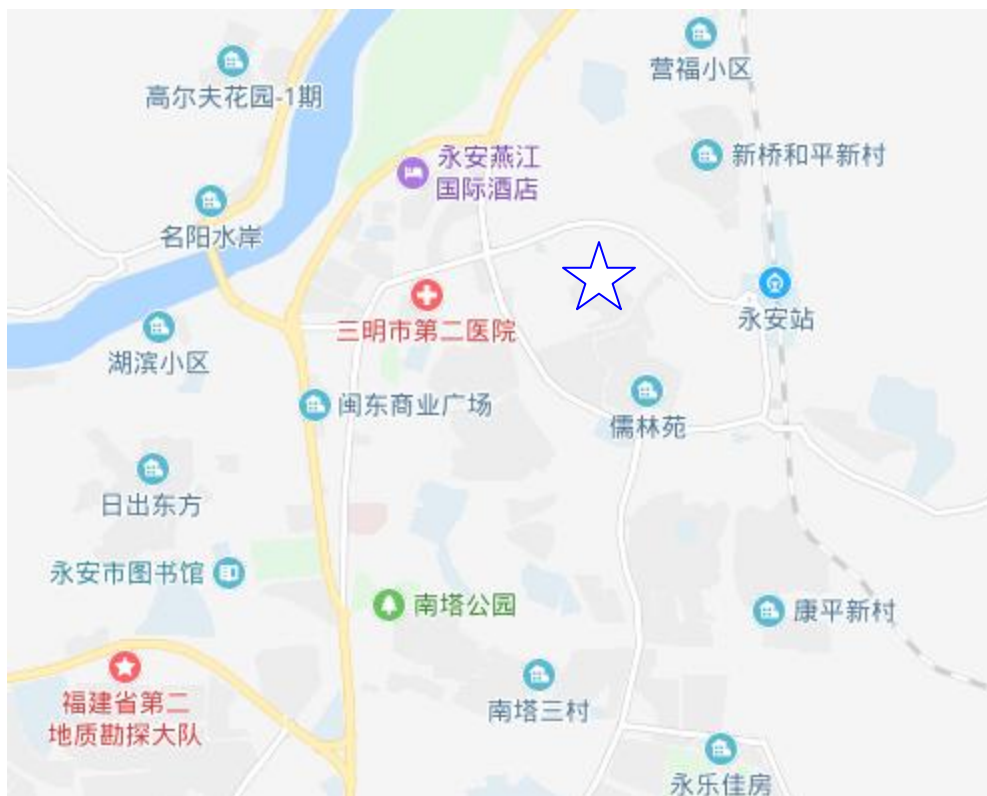 营福小区
高尔夫花园-1期
永安燕江
国际酒店
新桥和平新村
名阳水岸
永安站
三明市第二医院
湖滨小区
闽东商业广场
儒林苑
日出东方
永安市图书馆
南塔公园
康平新村
福建省第二
地质勘探大队
南塔三村
永乐佳房